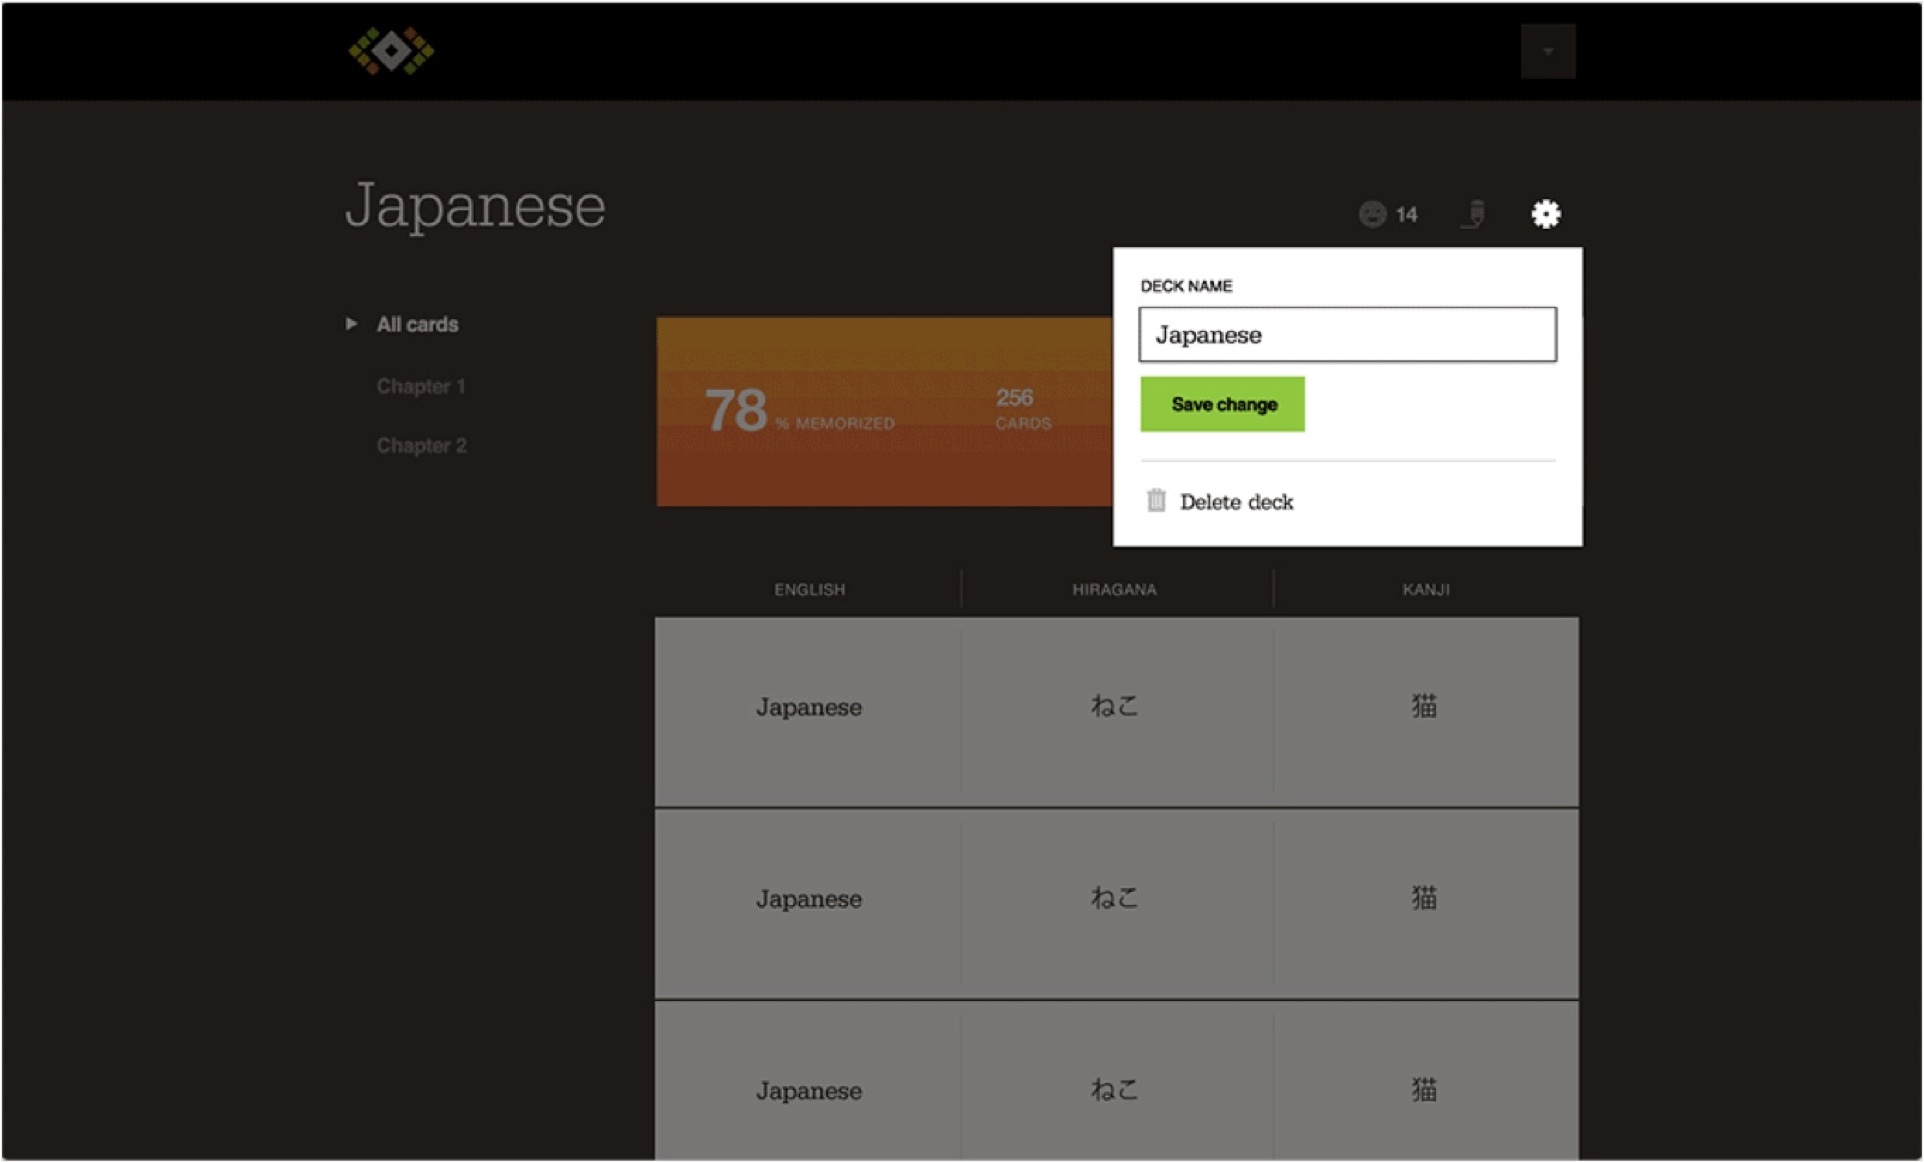 Japanese
14
DECK NAME
Japanese
Save change
Delete deck
All cards
Chapter 1
Chapter 2
78 % MEMORIZED
256
CARDS
ENGLISH HIRAGANA KANJI
Japanese ねこ 猫
Japanese ねこ 猫
Japanese ねこ 猫